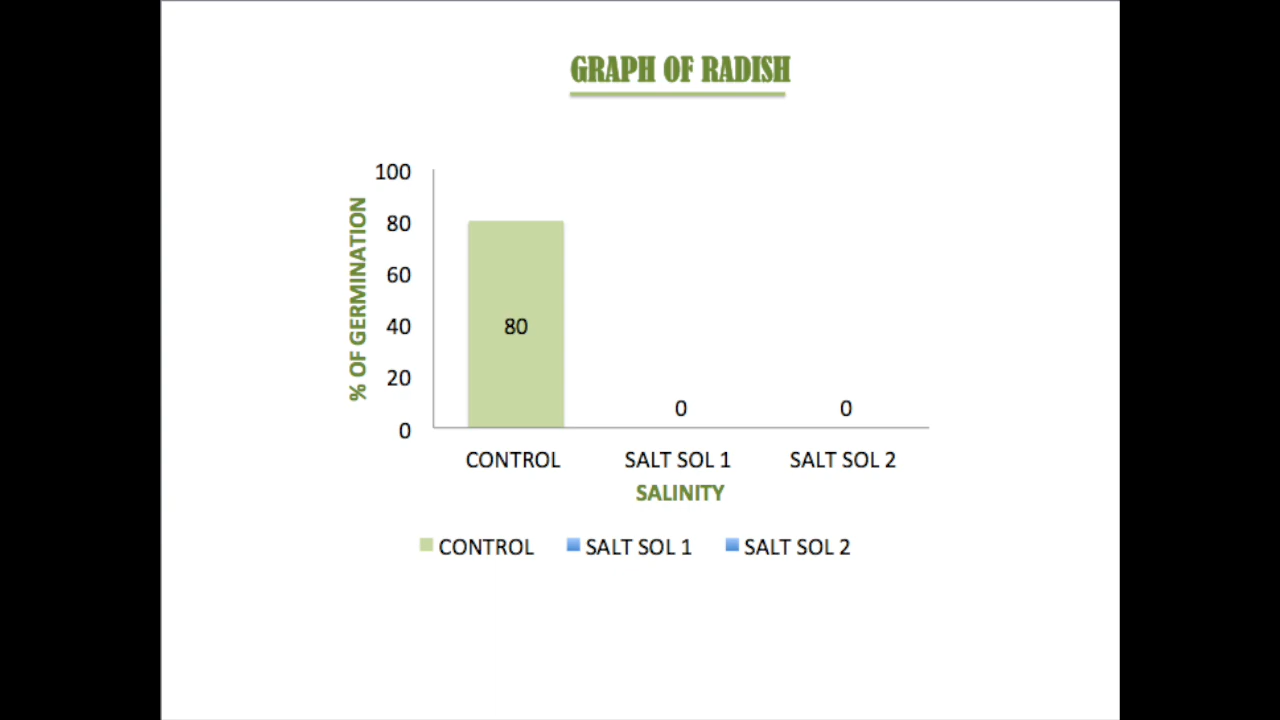 GRAPH OF RADISH
100
80
60
40
20
0
% OF GERMINATION
80
0
0
CONTROL SALT SOL 1 SALT SOL 2
SALINITY
CONTROL SALT SOL 1 SALT SOL 2